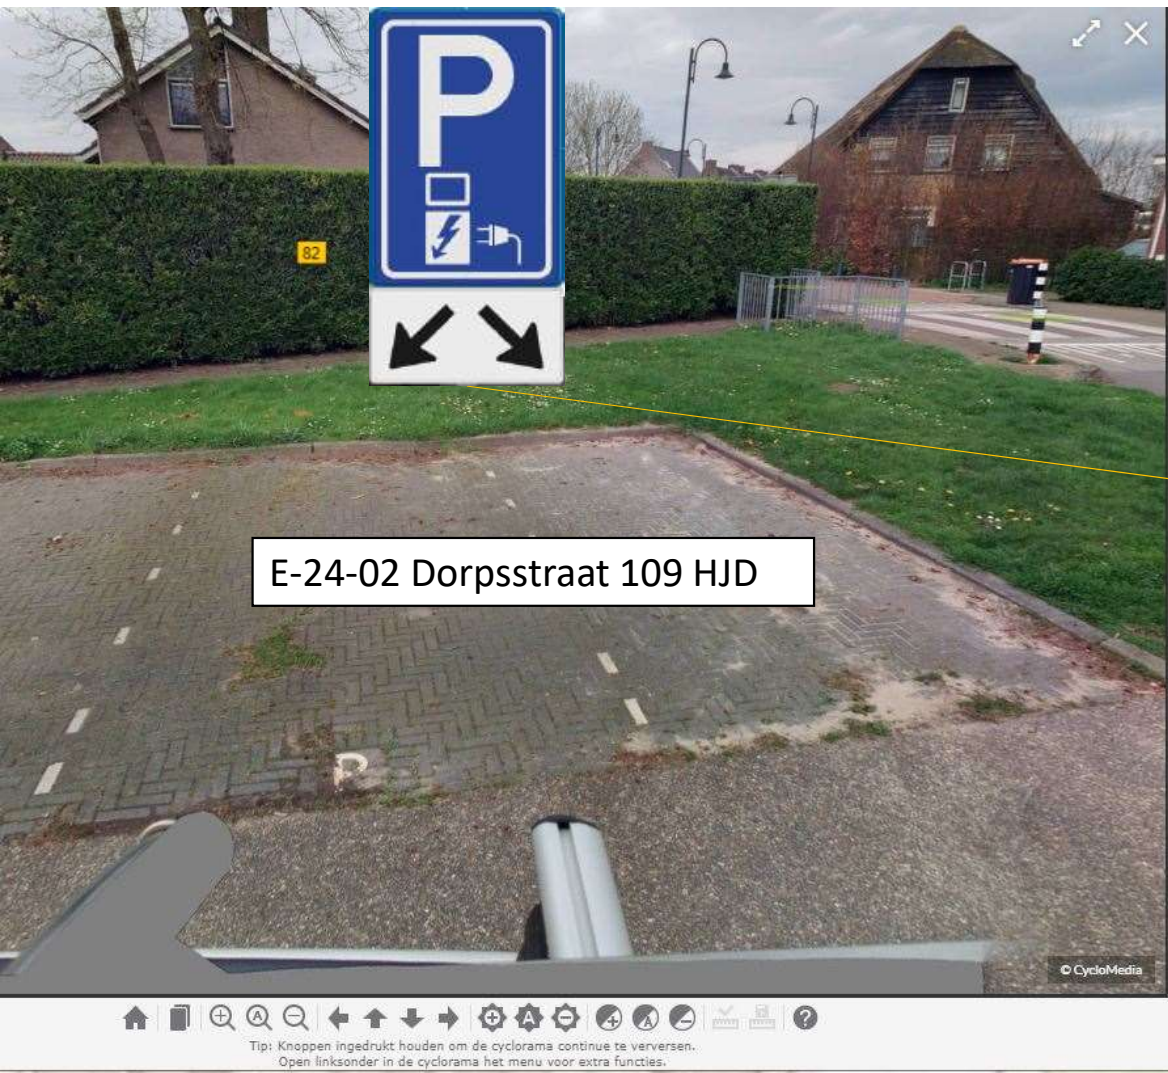 P
82
E-24-02 Dorpsstraat 109 HJD
P
© CycloMedia
A A A
Tip: Knoppen ingedrukt houden om de cyclorama continue te verversen.
Open linksonder in de cyclorama het menu voor extra functies.